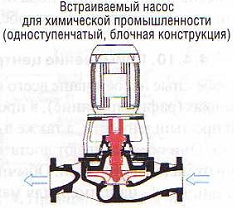 Встраиваемый насос
для химической промышленности
(одноступенчатый, блочная конструкция)